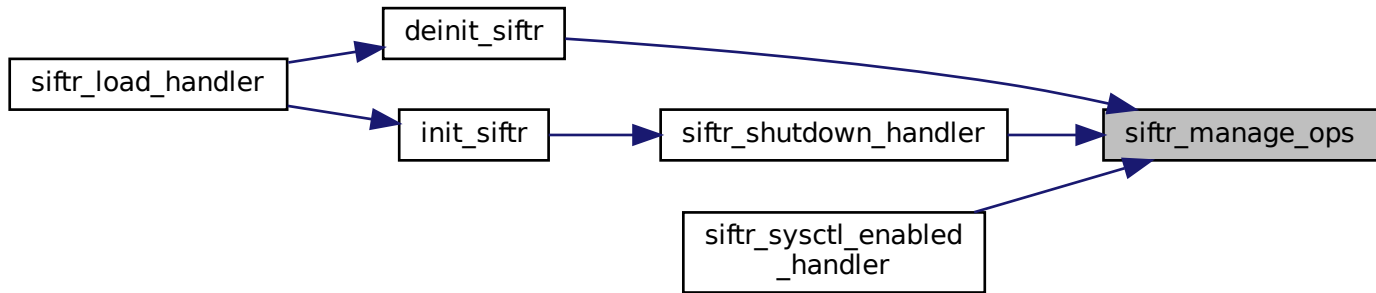 deinit_siftr
siftr_load_handler
init_siftr
siftr_shutdown_handler
siftr_manage_ops
siftr_sysctl_enabled
_handler